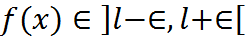 f(x) ∈ ]l−∈, l+∈[